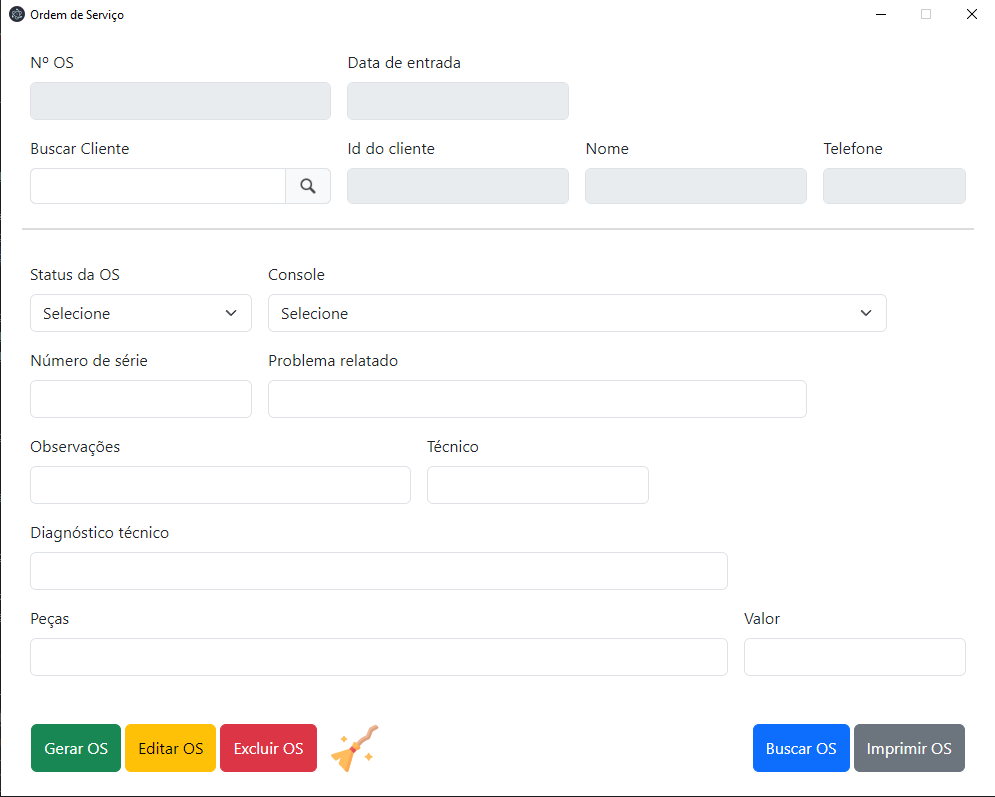 Ordem de Serviço
Nº OS Data de entrada
Buscar Cliente Id do cliente Nome Telefone
Status da OS Console
Selecione Selecione
Número de série Problema relatado
Observações Técnico
Diagnóstico técnico
Peças Valor
Gerar OS Editar OS Excluir OS Buscar OS Imprimir OS